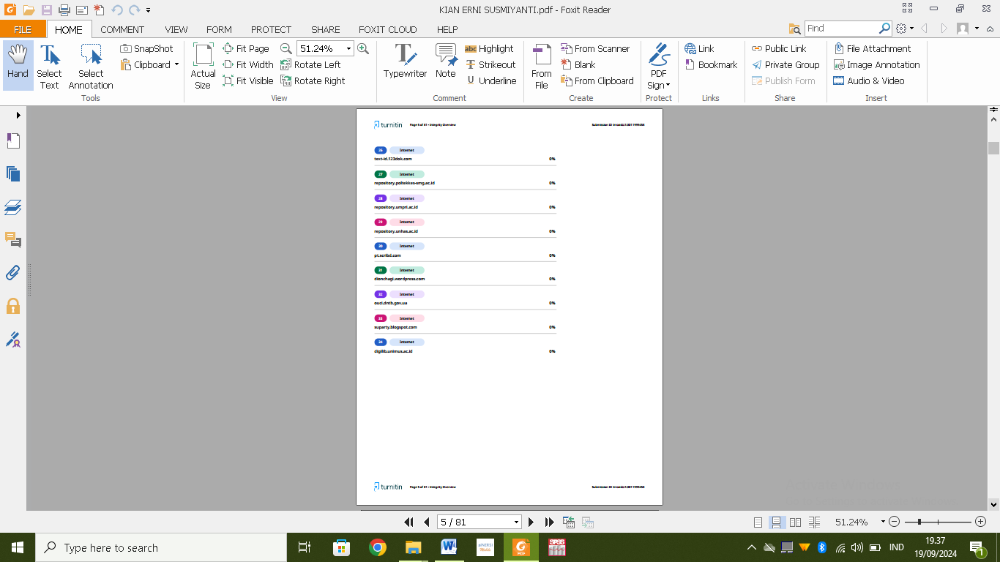 KIAN ERNI SUSMIYANTI.pdf - Foxit Reader
FILE HOME COMMENT VIEW FORM PROTECT SHARE FOXIT CLOUD HELP
Find
Hand
Select Text
Select Annotation
SnapShot
Clipboard
Tools
Actual Size
Fit Page
Fit Width
Fit Visible
51.24%
Rotate Left
Rotate Right
View
Typewriter
Note
abc Highlight
Strikeout
Underline
Comment
From File
From Scanner
Blank
From Clipboard
Create
PDF Sign
Protect
Link
Bookmark
Links
Public Link
Private Group
Publish Form
Share
File Attachment
Image Annotation
Audio & Video
Insert
turnitin Page 5 of 81 • Integrity Overview Submission ID
26 Internet
text-id.123dok.com 0%
27 Internet
repository.poltekkes-smg.ac.id 0%
28 Internet
repository.umpri.ac.id 0%
29 Internet
repository.unhas.ac.id 0%
30 Internet
pt.scribd.com 0%
31 Internet
dionchagi.wordpress.com 0%
32 Internet
ouci.dntb.gov.ua 0%
33 Internet
suparty.blogspot.com 0%
34 Internet
digilib.unimus.ac.id 0%
turnitin Page 5 of 81 • Integrity Overview Submission ID
5 / 81
51.24%
Type here to search
PDF
SPSS
IND
19.37
19/09/2024
1